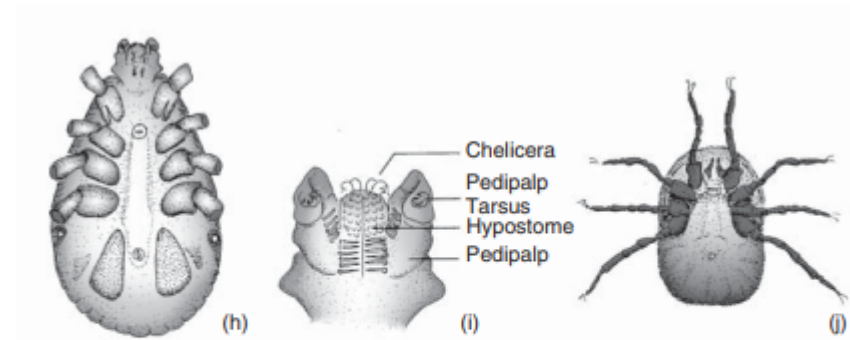 Chelicera
Pedipalp
Tarsus
Hypostome
Pedipalp
(h)
(i)
(j)